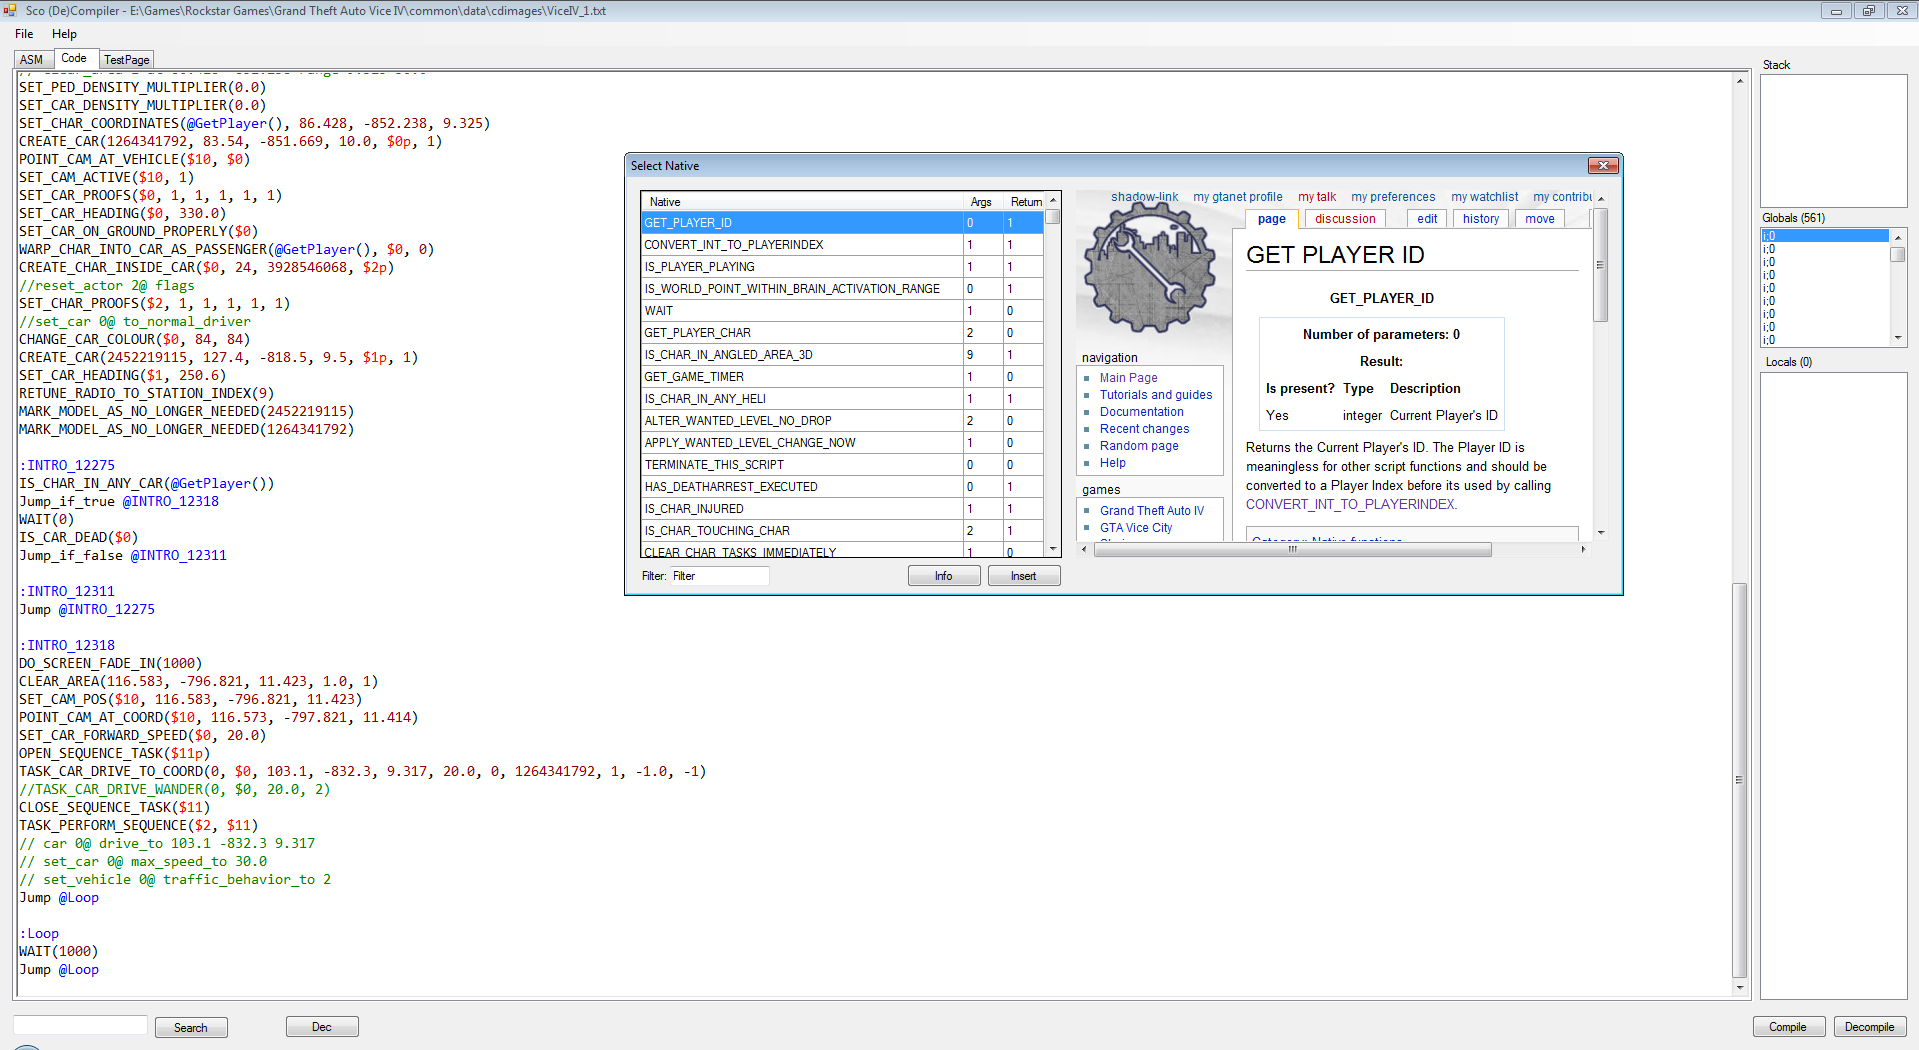 Sco (De)Compiler - E:\Games\Rockstar Games\Grand Theft Auto Vice IV\common\data\cdimages\ViceIV_1.txt
File Help
ASM Code TestPage
SET_PED_DENSITY_MULTIPLIER(0.0)
SET_CAR_DENSITY_MULTIPLIER(0.0)
SET_CHAR_COORDINATES(@GetPlayer(), 86.428, -852.238, 9.325)
CREATE_CAR(1264341792, 83.54, -851.669, 10.0, $0p, 1)
POINT_CAM_AT_VEHICLE($10, $0)
SET_CAM_ACTIVE($10, 1)
SET_CAR_PROOFS($0, 1, 1, 1, 1, 1)
SET_CAR_HEADING($0, 330.0)
SET_CAR_ON_GROUND_PROPERLY($0)
WARP_CHAR_INTO_CAR_AS_PASSENGER(@GetPlayer(), $0, 0)
CREATE_CHAR_INSIDE_CAR($0, 24, 3928546068, $2p)
//reset_actor 2@ flags
SET_CHAR_PROOFS($2, 1, 1, 1, 1, 1)
//set_car 0@ to_normal_driver
CHANGE_CAR_COLOUR($0, 84, 84)
CREATE_CAR(2452219115, 127.4, -818.5, 9.5, $1p, 1)
SET_CAR_HEADING($1, 250.6)
RETUNE_RADIO_TO_STATION_INDEX(9)
MARK_MODEL_AS_NO_LONGER_NEEDED(2452219115)
MARK_MODEL_AS_NO_LONGER_NEEDED(1264341792)
:INTRO_12275
IS_CHAR_IN_ANY_CAR(@GetPlayer())
Jump_if_true @INTRO_12318
WAIT(0)
IS_CAR_DEAD($0)
Jump_if_false @INTRO_12311
:INTRO_12311
Jump @INTRO_12275
:INTRO_12318
DO_SCREEN_FADE_IN(1000)
CLEAR_AREA(116.583, -796.821, 11.423, 1.0, 1)
SET_CAM_POS($10, 116.583, -796.821, 11.423)
POINT_CAM_AT_COORD($10, 116.573, -797.821, 11.414)
SET_CAR_FORWARD_SPEED($0, 20.0)
OPEN_SEQUENCE_TASK($11p)
TASK_CAR_DRIVE_TO_COORD(0, $0, 103.1, -832.3, 9.317, 20.0, 0, 1264341792, 1, -1.0, -1)
//TASK_CAR_DRIVE_WANDER(0, $0, 20.0, 2)
CLOSE_SEQUENCE_TASK($11)
TASK_PERFORM_SEQUENCE($2, $11)
// car 0@ drive_to 103.1 -832.3 9.317
// set_car 0@ max_speed_to 30.0
// set_vehicle 0@ traffic_behavior_to 2
Jump @Loop
:Loop
WAIT(1000)
Jump @Loop
Search Dec
Select Native
Native Args Return
GET_PLAYER_ID 0 1
CONVERT_INT_TO_PLAYERINDEX 1 1
IS_PLAYER_PLAYING 1 1
IS_WORLD_POINT_WITHIN_BRAIN_ACTIVATION_RANGE 0 1
WAIT 1 0
GET_PLAYER_CHAR 2 0
IS_CHAR_IN_ANGLED_AREA_3D 9 1
GET_GAME_TIMER 1 0
IS_CHAR_IN_ANY_HELI 1 1
ALTER_WANTED_LEVEL_NO_DROP 2 0
APPLY_WANTED_LEVEL_CHANGE_NOW 1 0
TERMINATE_THIS_SCRIPT 0 0
HAS_DEATHARREST_EXECUTED 0 1
IS_CHAR_INJURED 1 1
IS_CHAR_TOUCHING_CHAR 2 1
CLEAR_CHAR_TASKS_IMMEDIATELY 1 0
Filter: Filter Info Insert
shadow-link my gtanet profile my talk my preferences my watchlist my contribu
page discussion edit history move
GET PLAYER ID
GET_PLAYER_ID
Number of parameters: 0
Result:
Is present? Type Description
Yes integer Current Player's ID
Returns the Current Player's ID. The Player ID is
meaningless for other script functions and should be
converted to a Player Index before its used by calling
CONVERT_INT_TO_PLAYERINDEX.
Category: Native functions
navigation
Main Page
Tutorials and guides
Documentation
Recent changes
Random page
Help
games
Grand Theft Auto IV
GTA Vice City
Stack
Globals (561)
i;0
i;0
i;0
i;0
i;0
i;0
i;0
i;0
i;0
Locals (0)
Compile Decompile